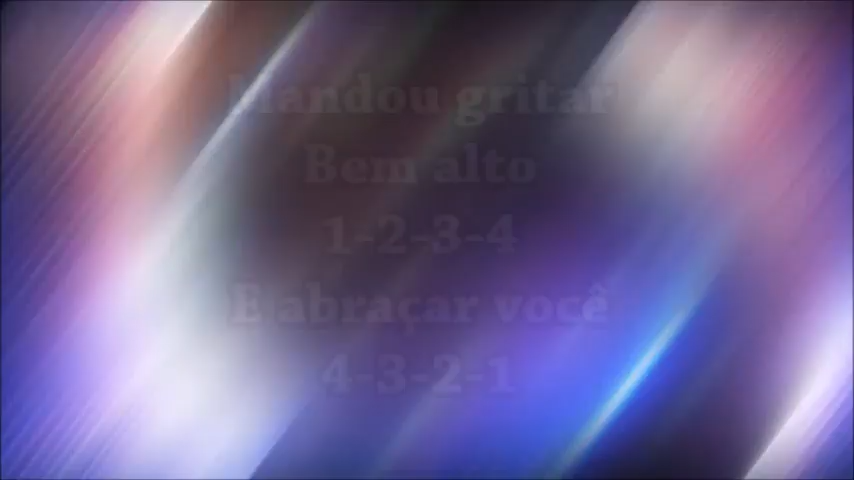 Mandou gritar
Bem alto
1-2-3-4
E abraçar você
4-3-2-1